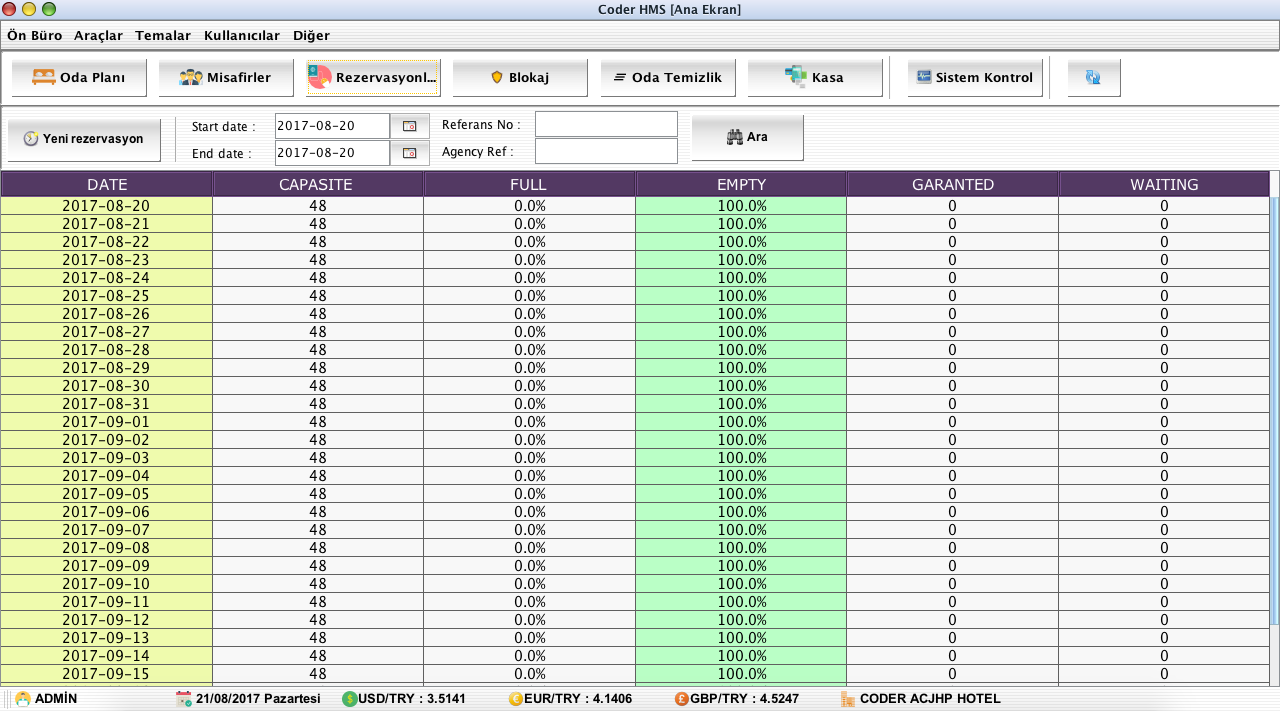 Coder HMS [Ana Ekran]
Ön Büro Araçlar Temalar Kullanıcılar Diğer
Oda Planı Misafirler Rezervasyonl... Blokaj Oda Temizlik Kasa Sistem Kontrol
Yeni rezervasyon Start date : 2017-08-20 Referans No : Ara
End date : 2017-08-20 Agency Ref :
DATE CAPASITE FULL EMPTY GARANTED WAITING
2017-08-20 48 0.0% 100.0% 0 0
2017-08-21 48 0.0% 100.0% 0 0
2017-08-22 48 0.0% 100.0% 0 0
2017-08-23 48 0.0% 100.0% 0 0
2017-08-24 48 0.0% 100.0% 0 0
2017-08-25 48 0.0% 100.0% 0 0
2017-08-26 48 0.0% 100.0% 0 0
2017-08-27 48 0.0% 100.0% 0 0
2017-08-28 48 0.0% 100.0% 0 0
2017-08-29 48 0.0% 100.0% 0 0
2017-08-30 48 0.0% 100.0% 0 0
2017-08-31 48 0.0% 100.0% 0 0
2017-09-01 48 0.0% 100.0% 0 0
2017-09-02 48 0.0% 100.0% 0 0
2017-09-03 48 0.0% 100.0% 0 0
2017-09-04 48 0.0% 100.0% 0 0
2017-09-05 48 0.0% 100.0% 0 0
2017-09-06 48 0.0% 100.0% 0 0
2017-09-07 48 0.0% 100.0% 0 0
2017-09-08 48 0.0% 100.0% 0 0
2017-09-09 48 0.0% 100.0% 0 0
2017-09-10 48 0.0% 100.0% 0 0
2017-09-11 48 0.0% 100.0% 0 0
2017-09-12 48 0.0% 100.0% 0 0
2017-09-13 48 0.0% 100.0% 0 0
2017-09-14 48 0.0% 100.0% 0 0
2017-09-15 48 0.0% 100.0% 0 0
ADMİN 21/08/2017 Pazartesi USD/TRY : 3.5141 EUR/TRY : 4.1406 GBP/TRY : 4.5247 CODER ACJHP HOTEL